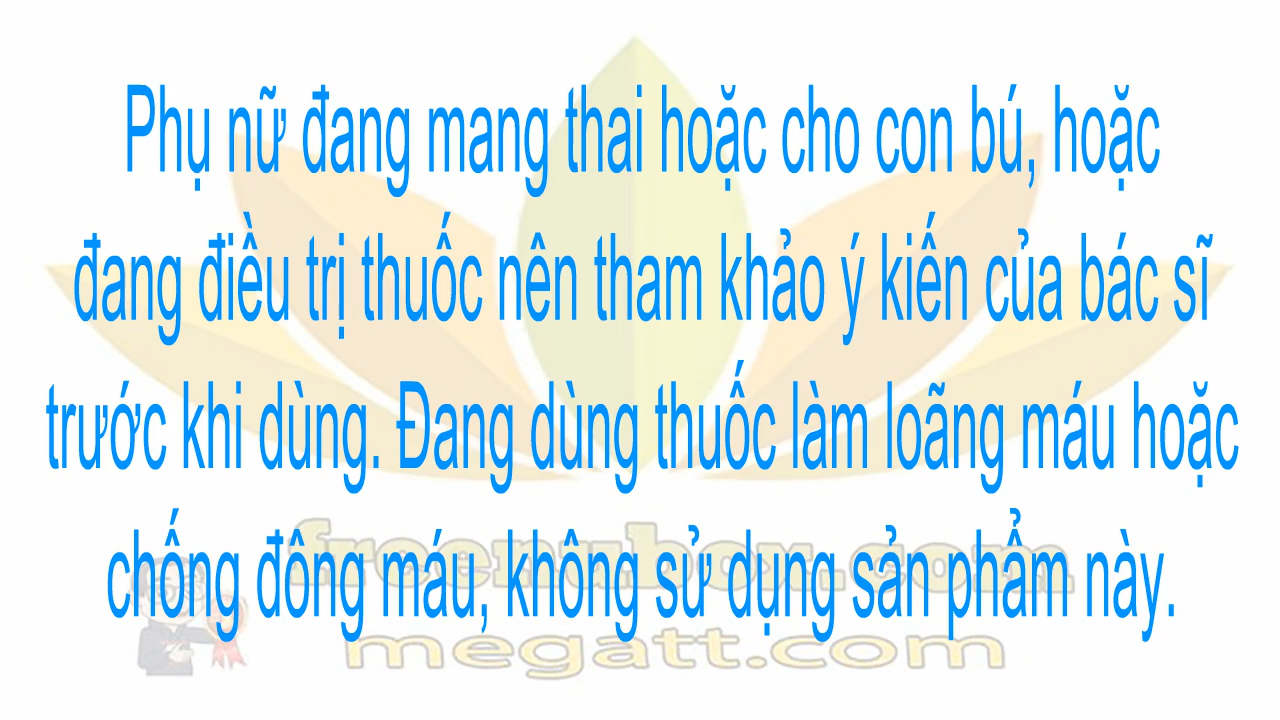 Phụ nữ đang mang thai hoặc cho con bú, hoặc
đang điều trị thuốc nên tham khảo ý kiến của bác sĩ
trước khi dùng. Đang dùng thuốc làm loãng máu hoặc
chống đông máu, không sử dụng sản phẩm này.
freenubox.com
megatt.com